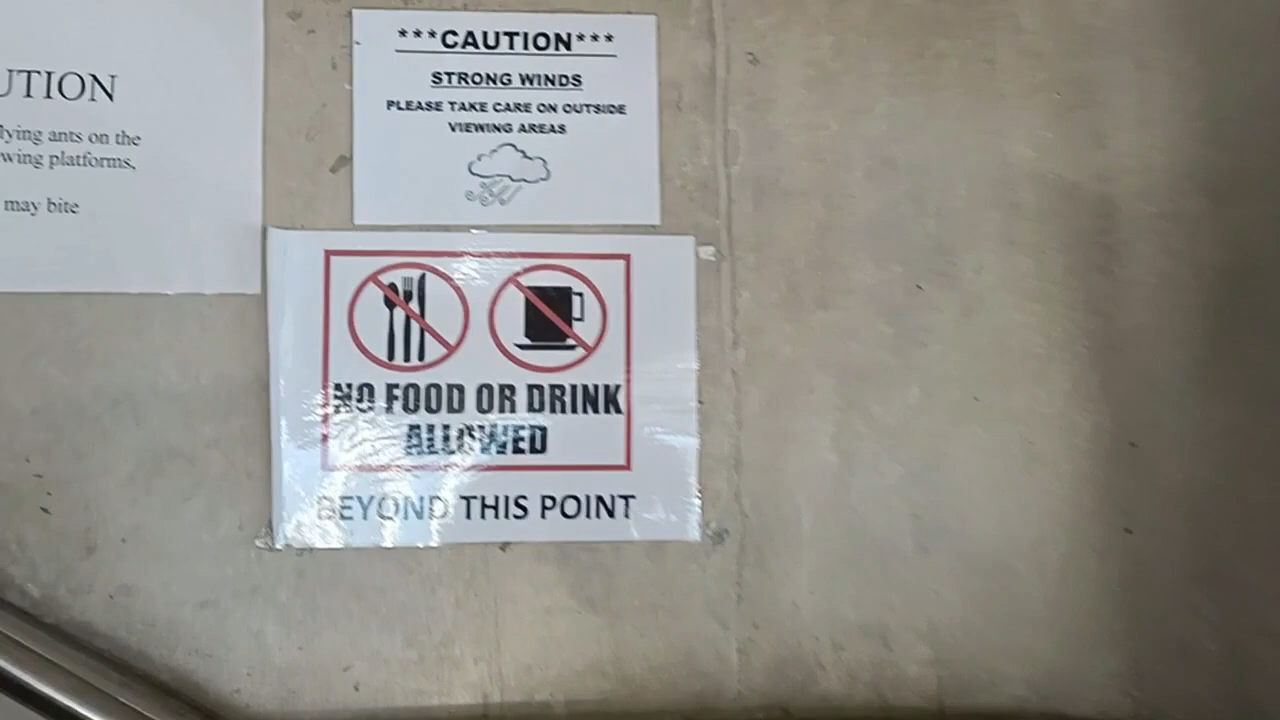 UTION
lying ants on the
wing platforms,
may bite
***CAUTION***
STRONG WINDS
PLEASE TAKE CARE ON OUTSIDE
VIEWING AREAS
NO FOOD OR DRINK
ALLOWED
BEYOND THIS POINT